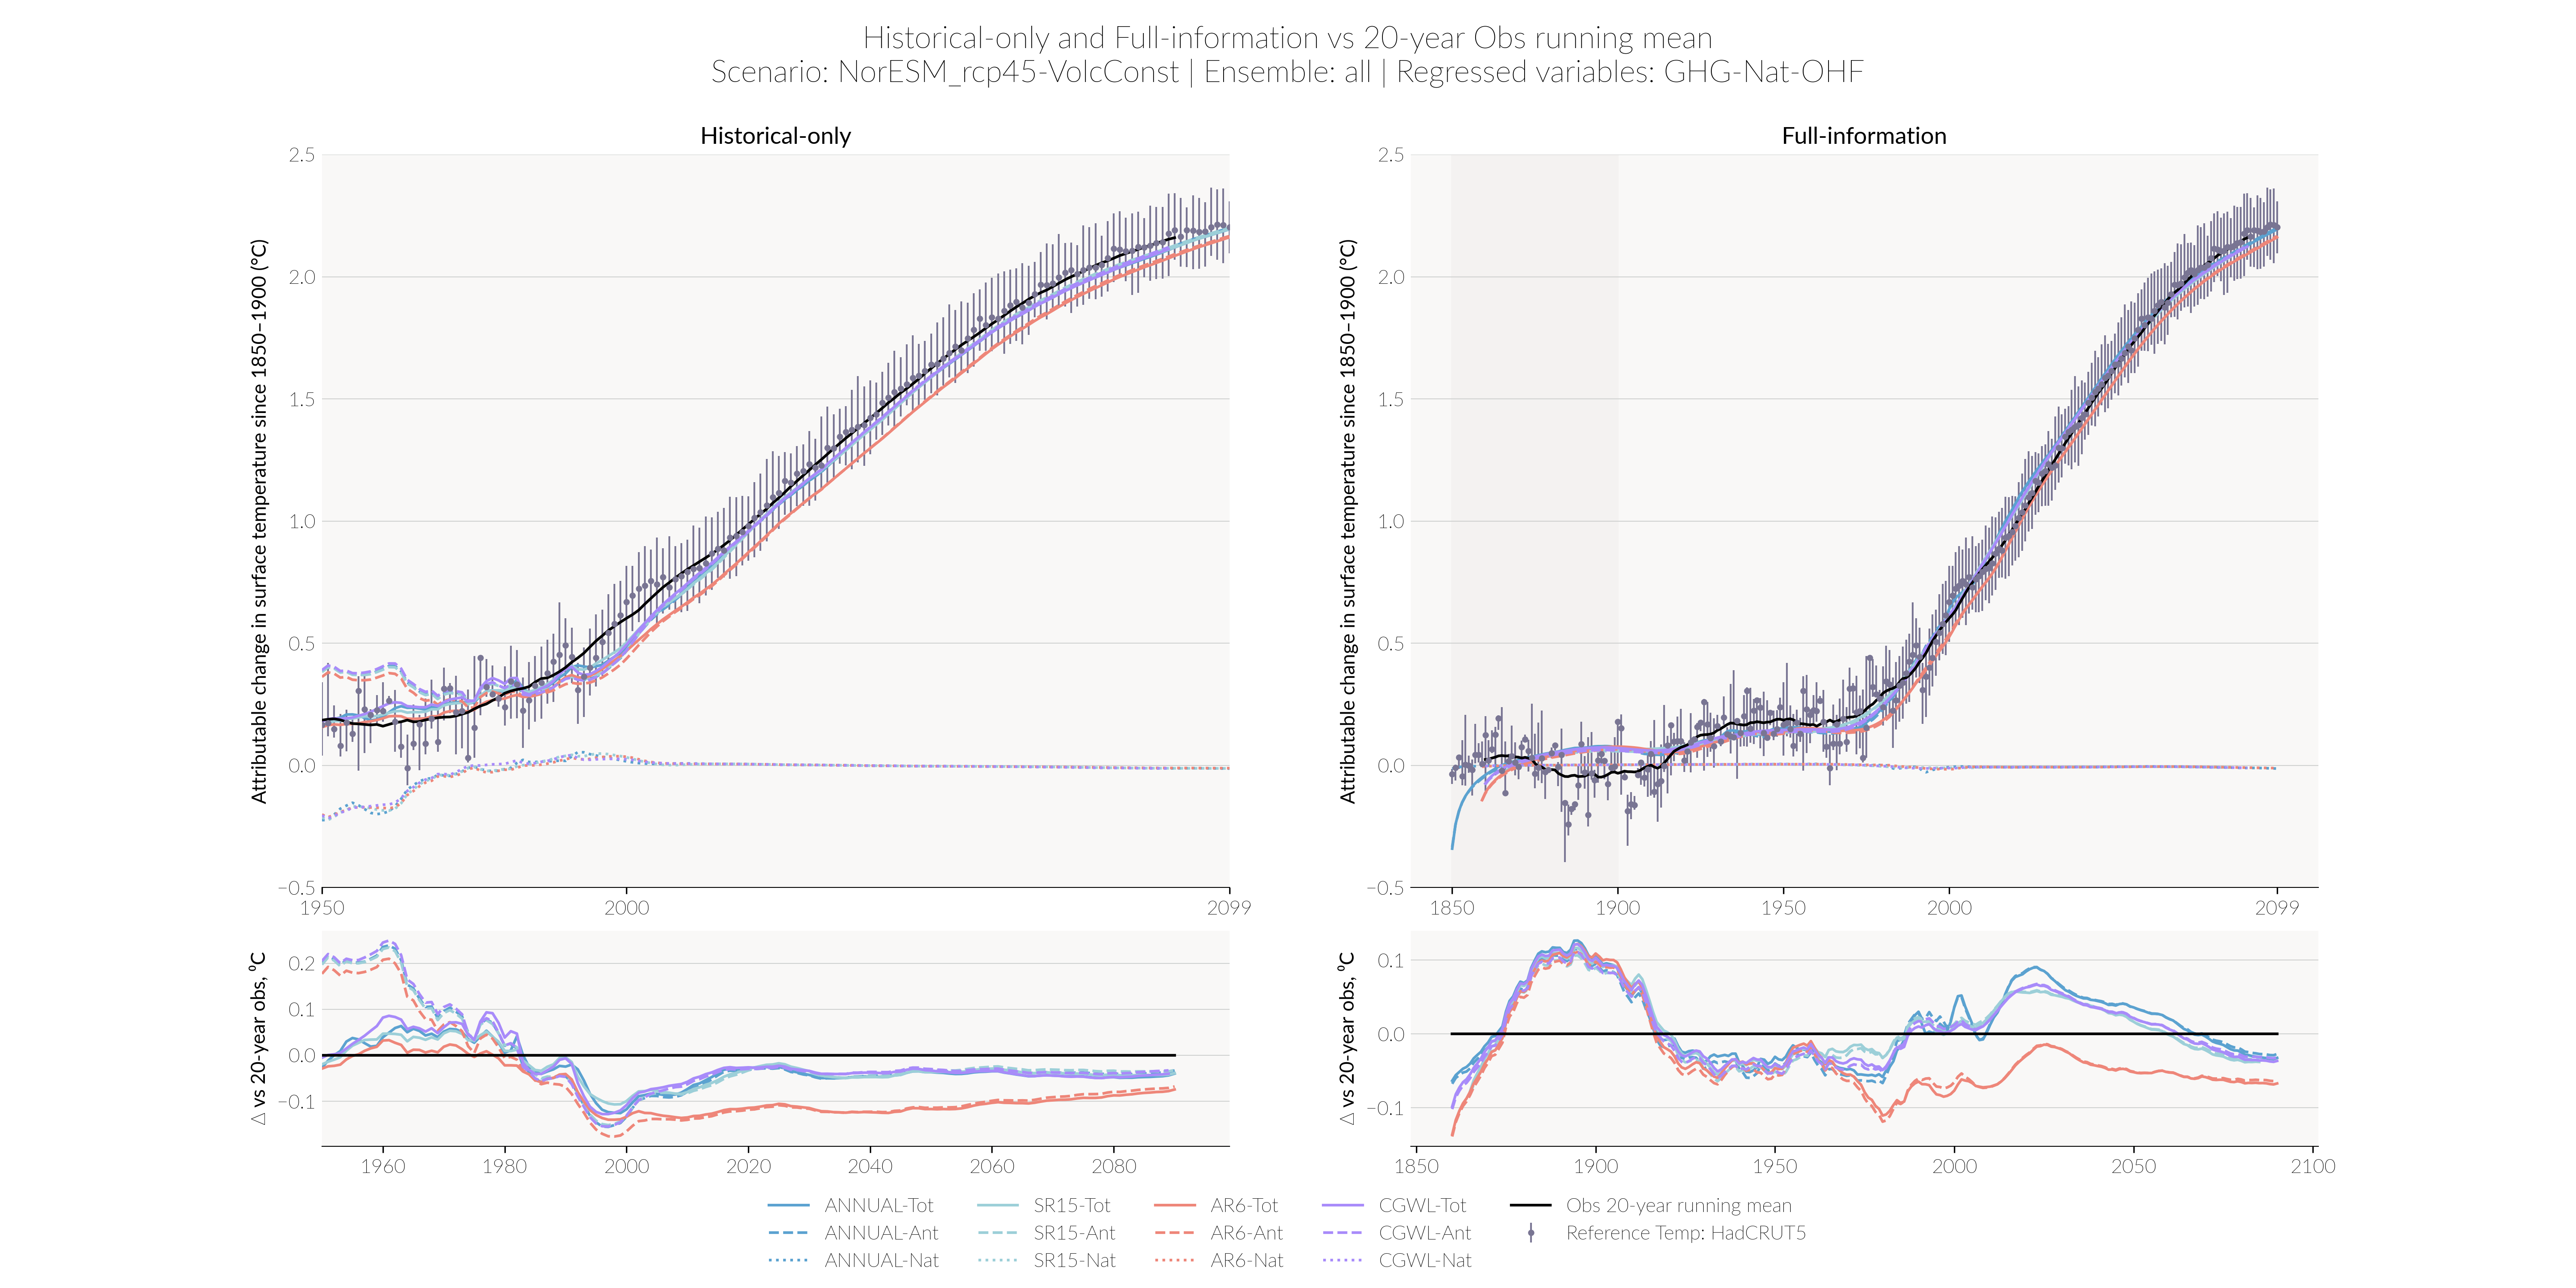 Historical-only and Full-information vs 20-year Obs running mean
Scenario: NorESM_rcp45-VolcConst | Ensemble: all | Regressed variables: GHG-Nat-OHF
Historical-only
Attributable change in surface temperature since 1850–1900 (°C)
2.5
2.0
1.5
1.0
0.5
0.0
−0.5
1950
2000
2099
Full-information
Attributable change in surface temperature since 1850–1900 (°C)
2.5
2.0
1.5
1.0
0.5
0.0
−0.5
1850
1900
1950
2000
2099
△ vs 20-year obs, °C
0.2
0.1
0.0
−0.1
1960
1980
2000
2020
2040
2060
2080
△ vs 20-year obs, °C
0.1
0.0
−0.1
1850
1900
1950
2000
2050
2100
ANNUAL-Tot
ANNUAL-Ant
ANNUAL-Nat
SR15-Tot
SR15-Ant
SR15-Nat
AR6-Tot
AR6-Ant
AR6-Nat
CGWL-Tot
CGWL-Ant
CGWL-Nat
Obs 20-year running mean
Reference Temp: HadCRUT5